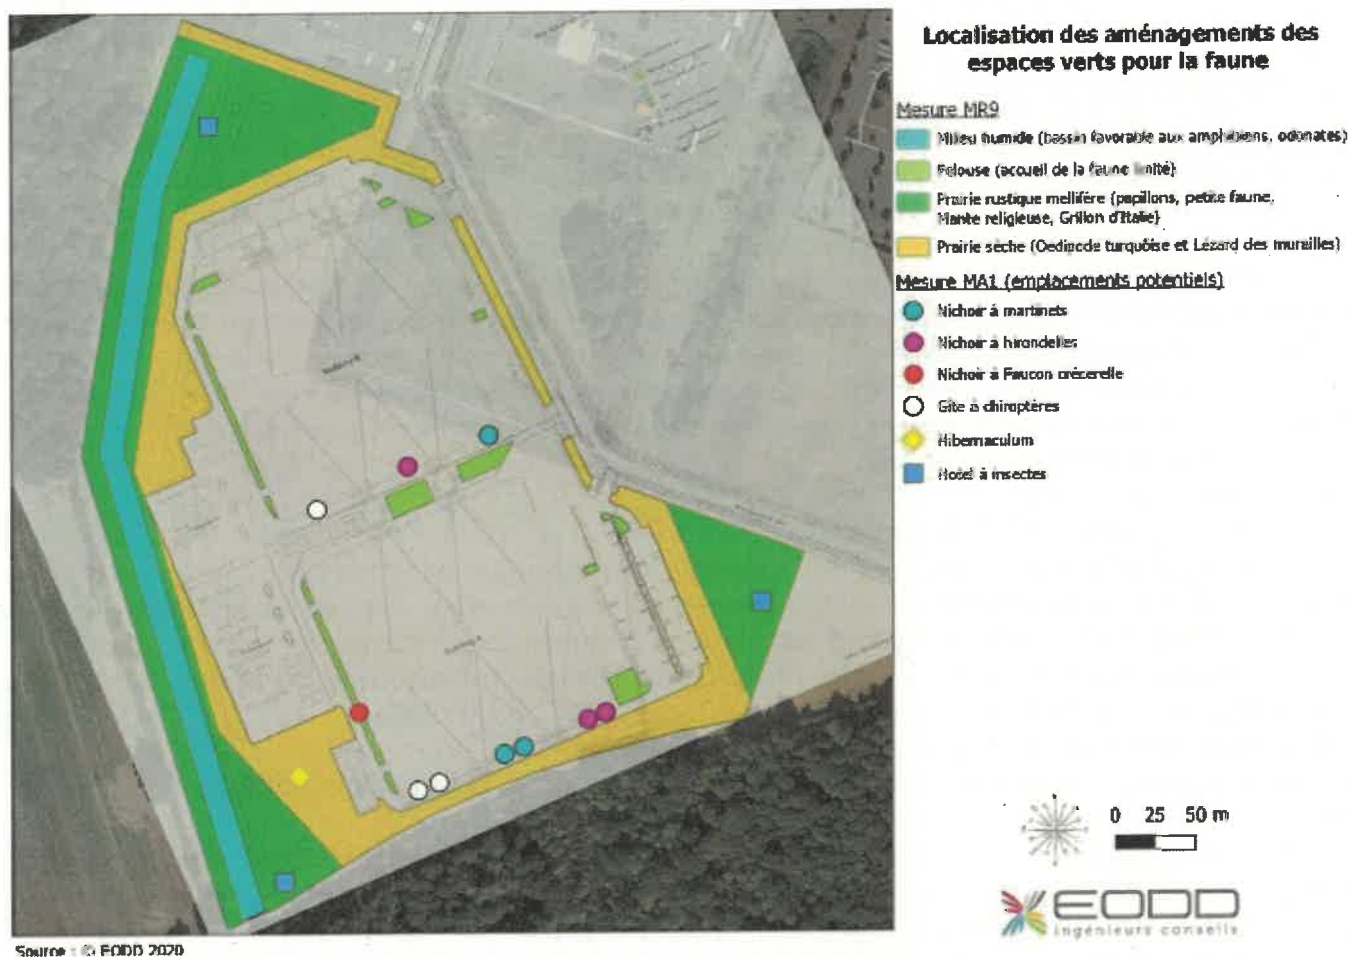 Localisation des aménagements des
espaces verts pour la faune
Mesure MR9
Milieu humide (bassin favorable aux amphibiens, odonates)
Pelouse (accueil de la faune limité)
Prairie rustique mellifère (papillons, petite faune,
Mante religieuse, Grillon d'Italie)
Prairie sèche (Oedipode turquoise et Lézard des murailles)
Mesure MA1 (emplacements potentiels)
Nichoir à martinets
Nichoir à hirondelles
Nichoir à Faucon crécerelle
Gîte à chiroptères
Hibernaculum
Hotel à insectes
0 25 50 m
EODD
ingénieurs conseils
Source : © EODD 2020